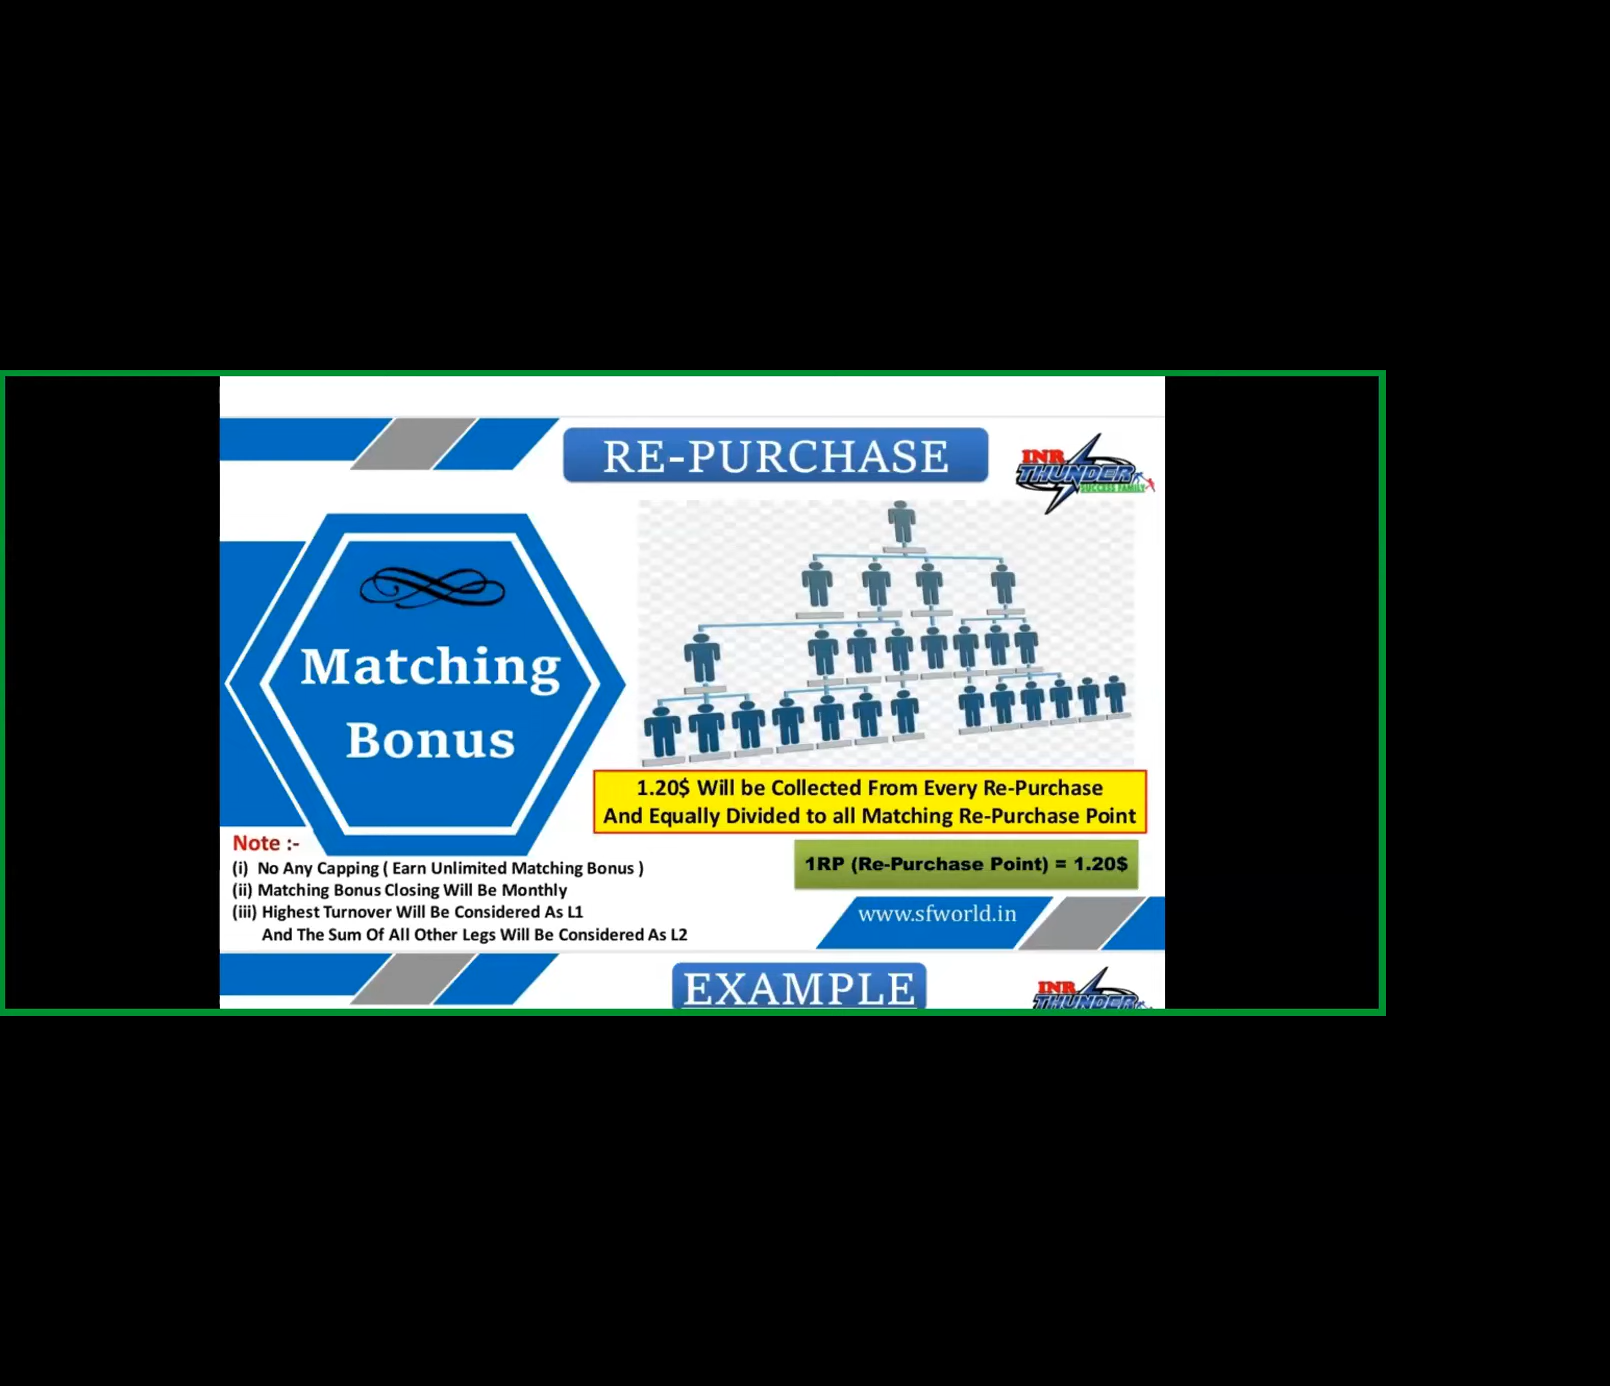 RE-PURCHASE
INR
THUNDER
SUCCESS FAMILY
Matching
Bonus
1.20$ Will be Collected From Every Re-Purchase
And Equally Divided to all Matching Re-Purchase Point
Note :-
(i) No Any Capping ( Earn Unlimited Matching Bonus )
(ii) Matching Bonus Closing Will Be Monthly
(iii) Highest Turnover Will Be Considered As L1
And The Sum Of All Other Legs Will Be Considered As L2
1RP (Re-Purchase Point) = 1.20$
www.sfworld.in
EXAMPLE
INR
THUNDER